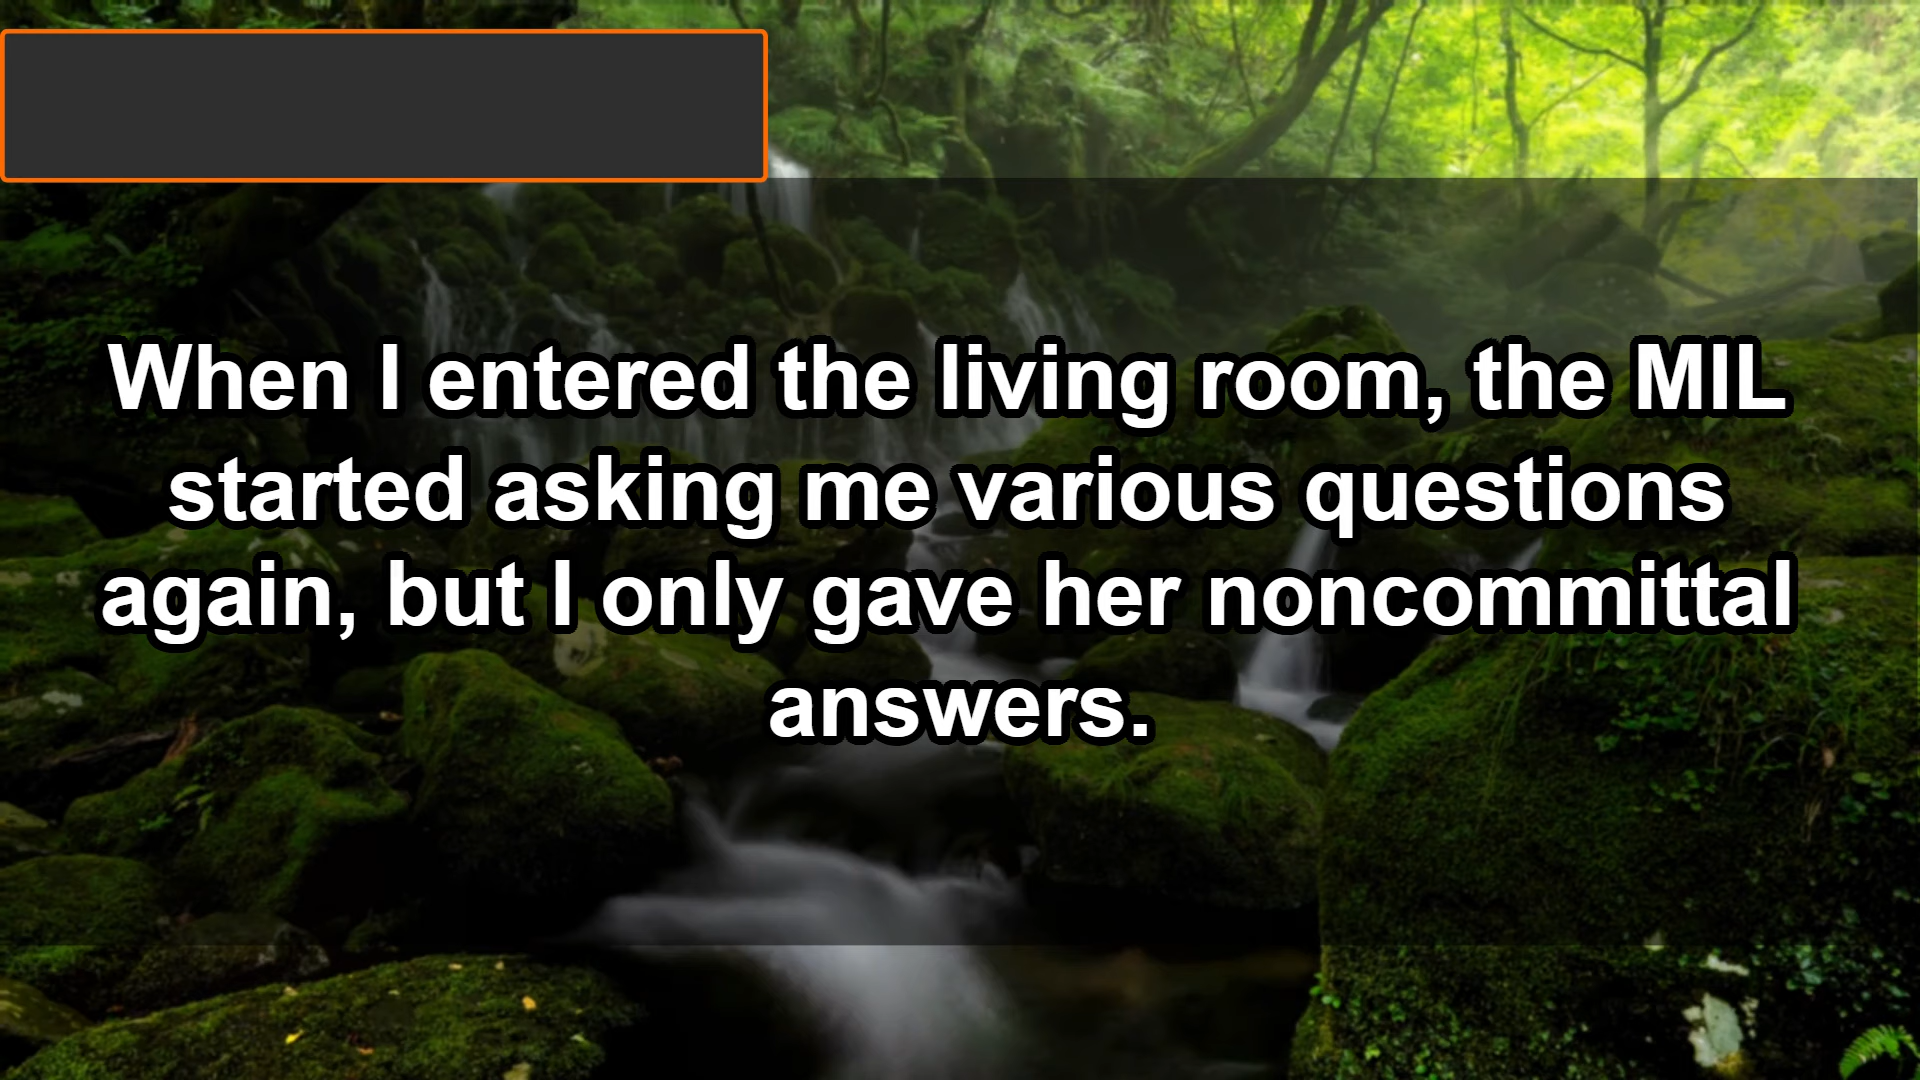 When I entered the living room, the MIL
started asking me various questions
again, but I only gave her noncommittal
answers.